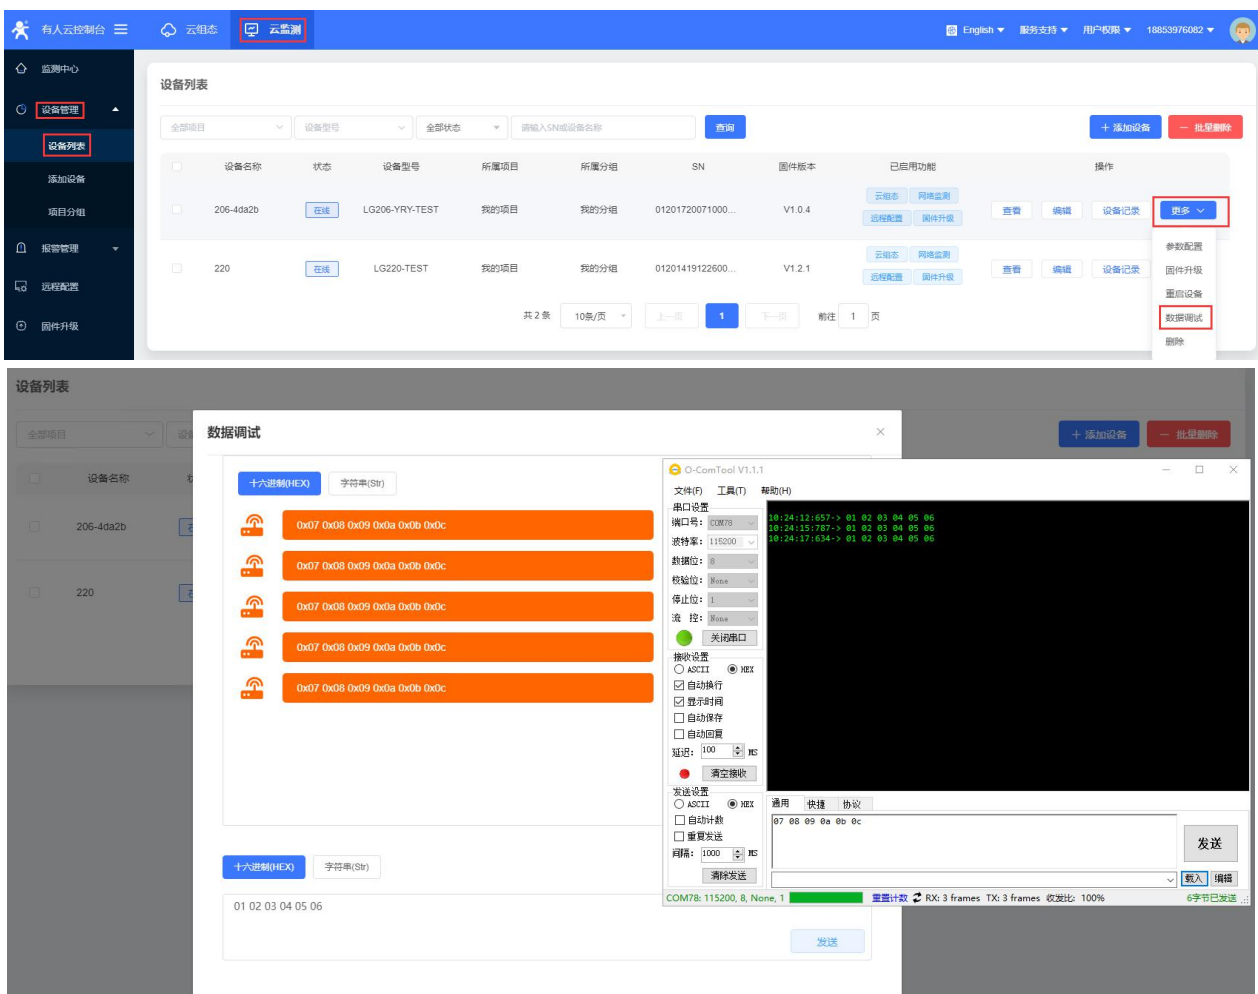 有人云控制台 云组态 云监测 English 服务支持 用户权限 18853976082
监测中心
设备管理
设备列表
添加设备
项目分组
报警管理
远程配置
固件升级
设备列表
全部项目 设备型号 全部状态 请输入SN或设备名称 查询 + 添加设备 — 批量删除
设备名称 状态 设备型号 所属项目 所属分组 SN 固件版本 已启用功能 操作
云组态 网络监测
206-4da2b 在线 LG206-YRY-TEST 我的项目 我的分组 01201720071000... V1.0.4 查看 编辑 设备记录 更多
远程配置 固件升级
云组态 网络监测
220 在线 LG220-TEST 我的项目 我的分组 01201419122600... V1.2.1 查看 编辑 设备记录
远程配置 固件升级
参数配置
固件升级
重启设备
数据调试
删除
共 2 条 10条/页 上一页 1 下一页 前往 1 页
设备列表
全部项目 设 + 添加设备 — 批量删除
设备名称
206-4da2b
220
数据调试
十六进制(HEX) 字符串(Str)
0x07 0x08 0x09 0x0a 0x0b 0x0c
0x07 0x08 0x09 0x0a 0x0b 0x0c
0x07 0x08 0x09 0x0a 0x0b 0x0c
0x07 0x08 0x09 0x0a 0x0b 0x0c
0x07 0x08 0x09 0x0a 0x0b 0x0c
十六进制(HEX) 字符串(Str)
01 02 03 04 05 06
发送
O-ComTool V1.1.1
文件(F) 工具(T) 帮助(H)
串口设置
端口号: COM78
波特率: 115200
数据位: 8
校验位: None
停止位: 1
流 控: None
关闭串口
接收设置
ASCII HEX
自动换行
显示时间
自动保存
自动回复
延迟: 100 MS
清空接收
发送设置
ASCII HEX
自动计数
重复发送
间隔: 1000 MS
清除发送
10:24:12:657-> 01 02 03 04 05 06
10:24:15:787-> 01 02 03 04 05 06
10:24:17:634-> 01 02 03 04 05 06
通用 快捷 协议
07 08 09 0a 0b 0c
发送
载入 编辑
COM78: 115200, 8, None, 1 重置计数 RX: 3 frames TX: 3 frames 收发比: 100% 6字节已发送